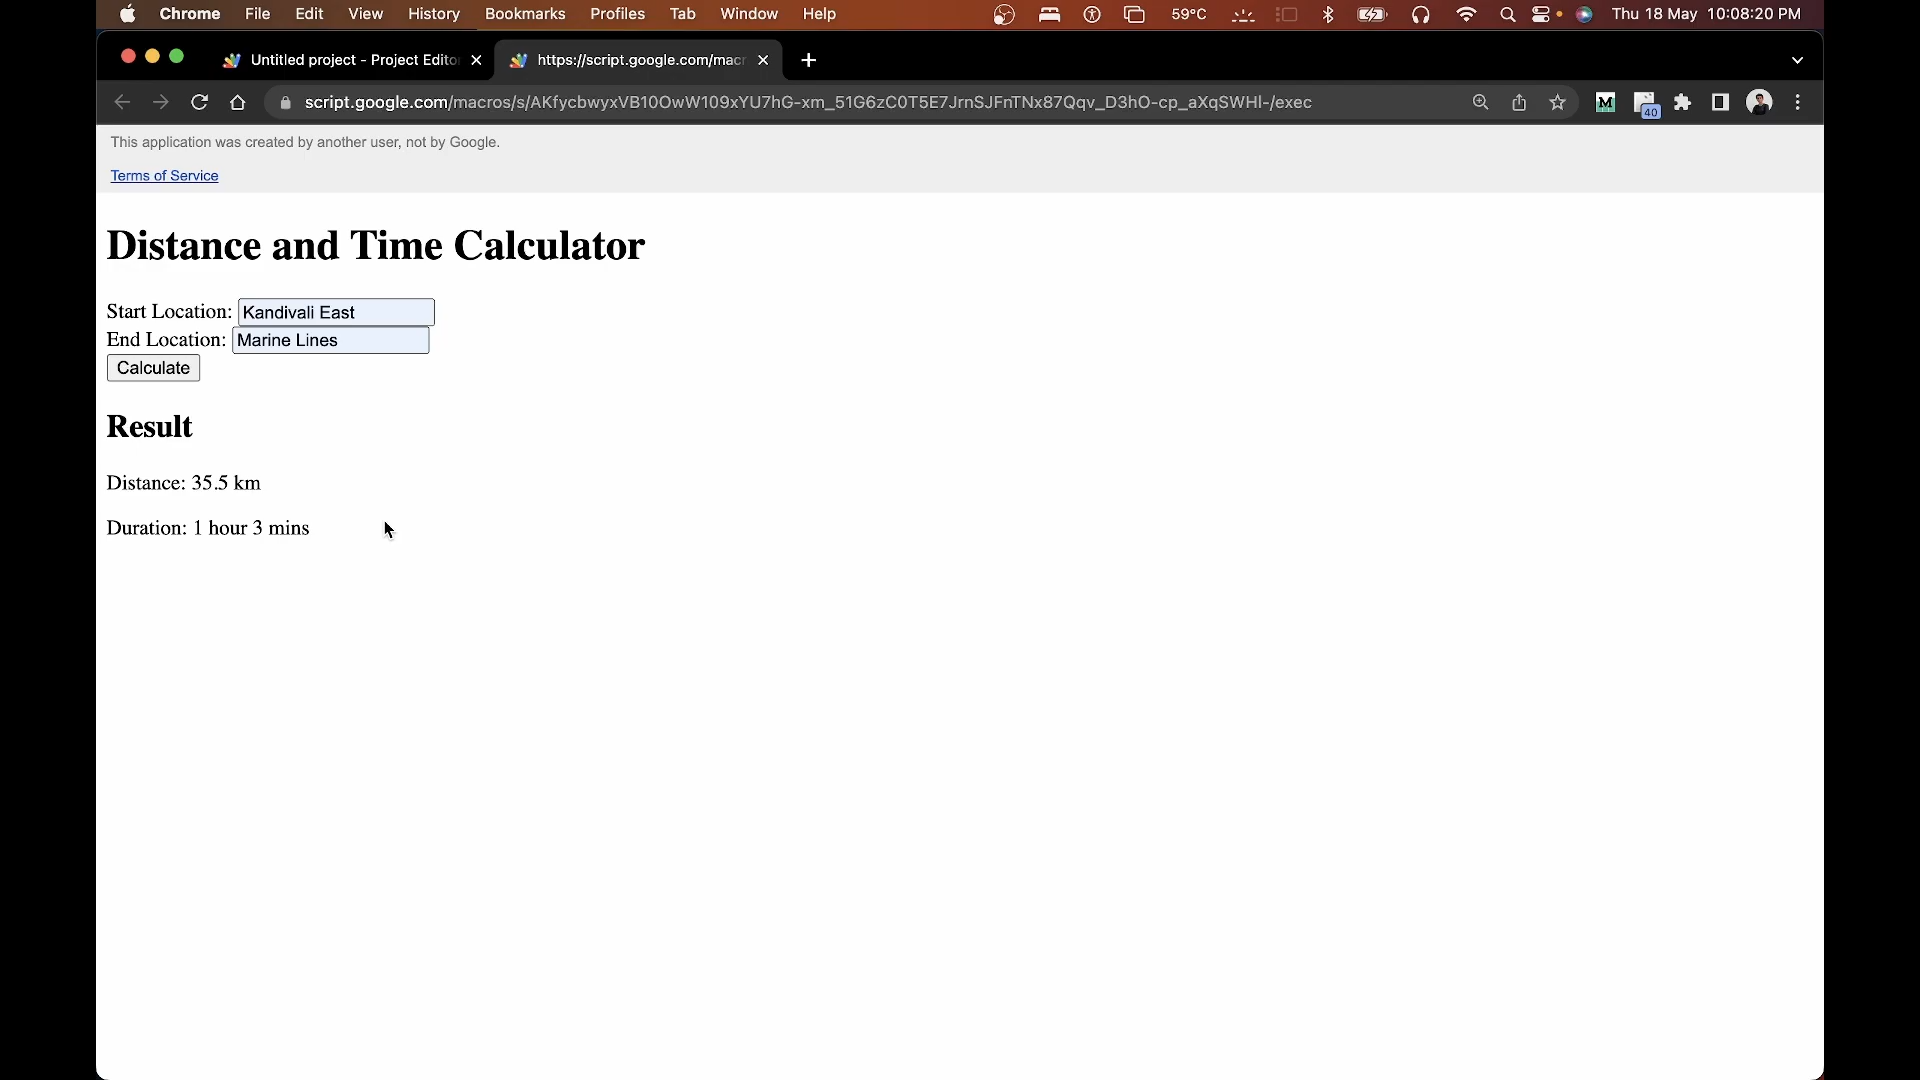 Chrome File Edit View History Bookmarks Profiles Tab Window Help 59°C Thu 18 May 10:08:20 PM
Untitled project - Project Edito https://script.google.com/macr
script.google.com/macros/s/AKfycbwyxVB10OwW109xYU7hG-xm_51G6zC0T5E7JrnSJFnTNx87Qqv_D3hO-cp_aXqSWHl-/exec M 40
This application was created by another user, not by Google.
Terms of Service
Distance and Time Calculator
Start Location: Kandivali East
End Location: Marine Lines
Calculate
Result
Distance: 35.5 km
Duration: 1 hour 3 mins